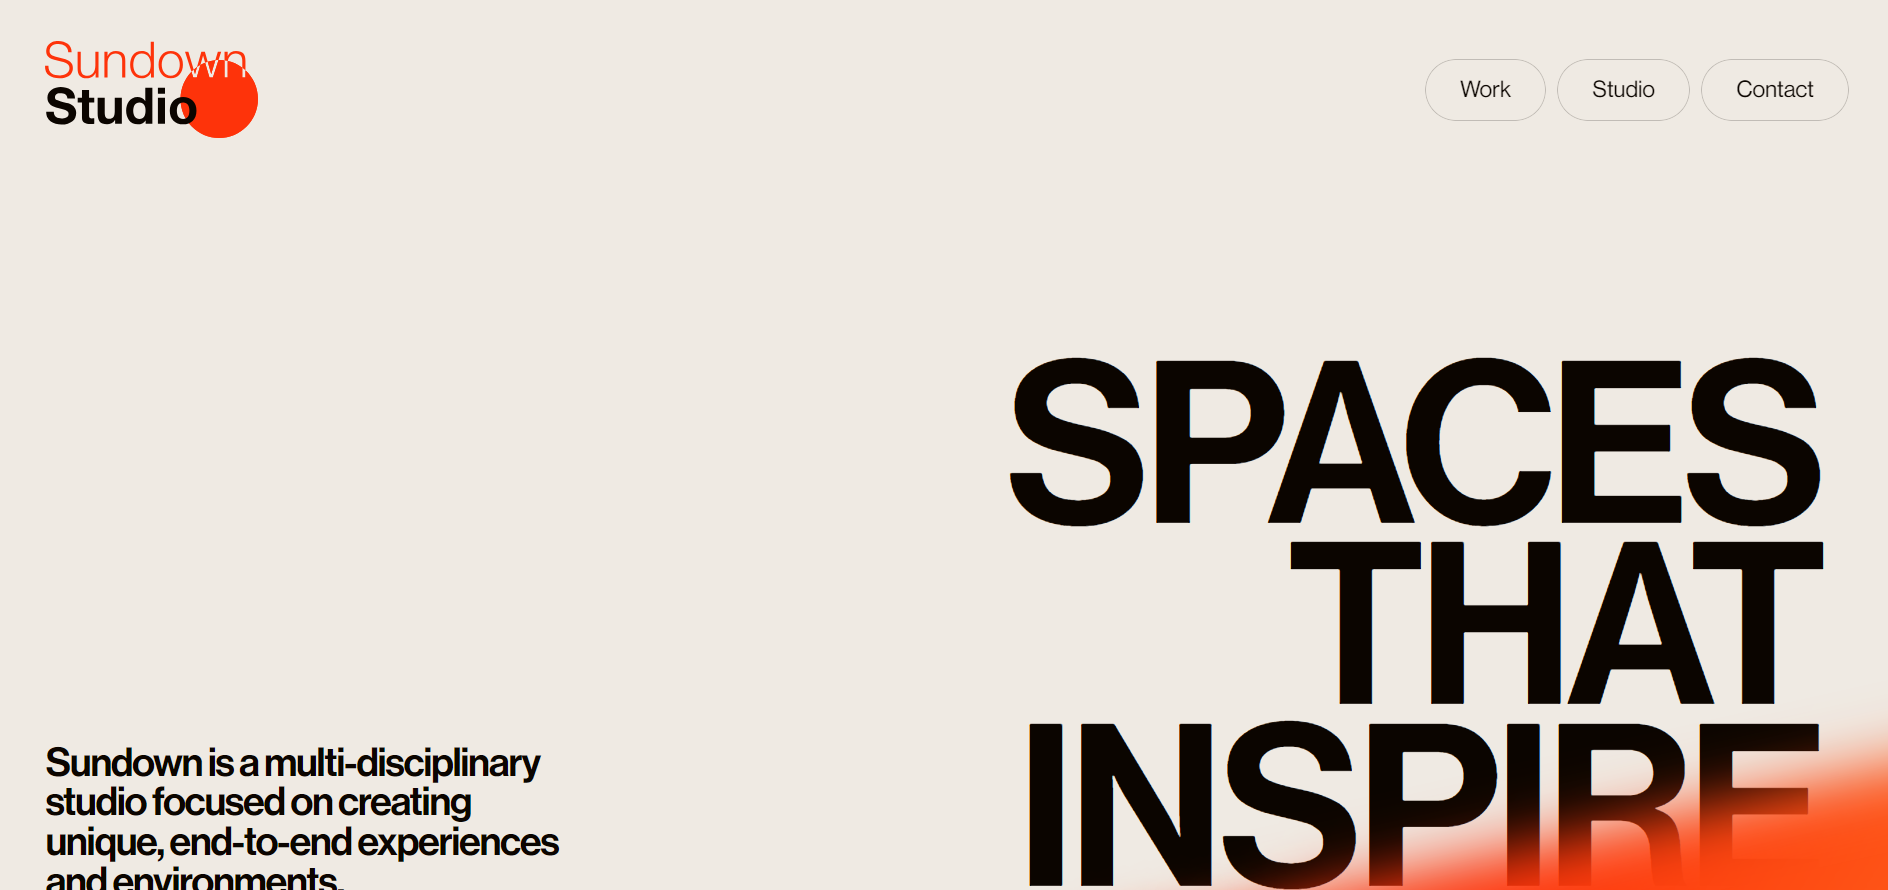 Sundown
Studio
Work
Studio
Contact
SPACES
THAT
INSPIRE
Sundown is a multi-disciplinary
studio focused on creating
unique, end-to-end experiences
and environments.